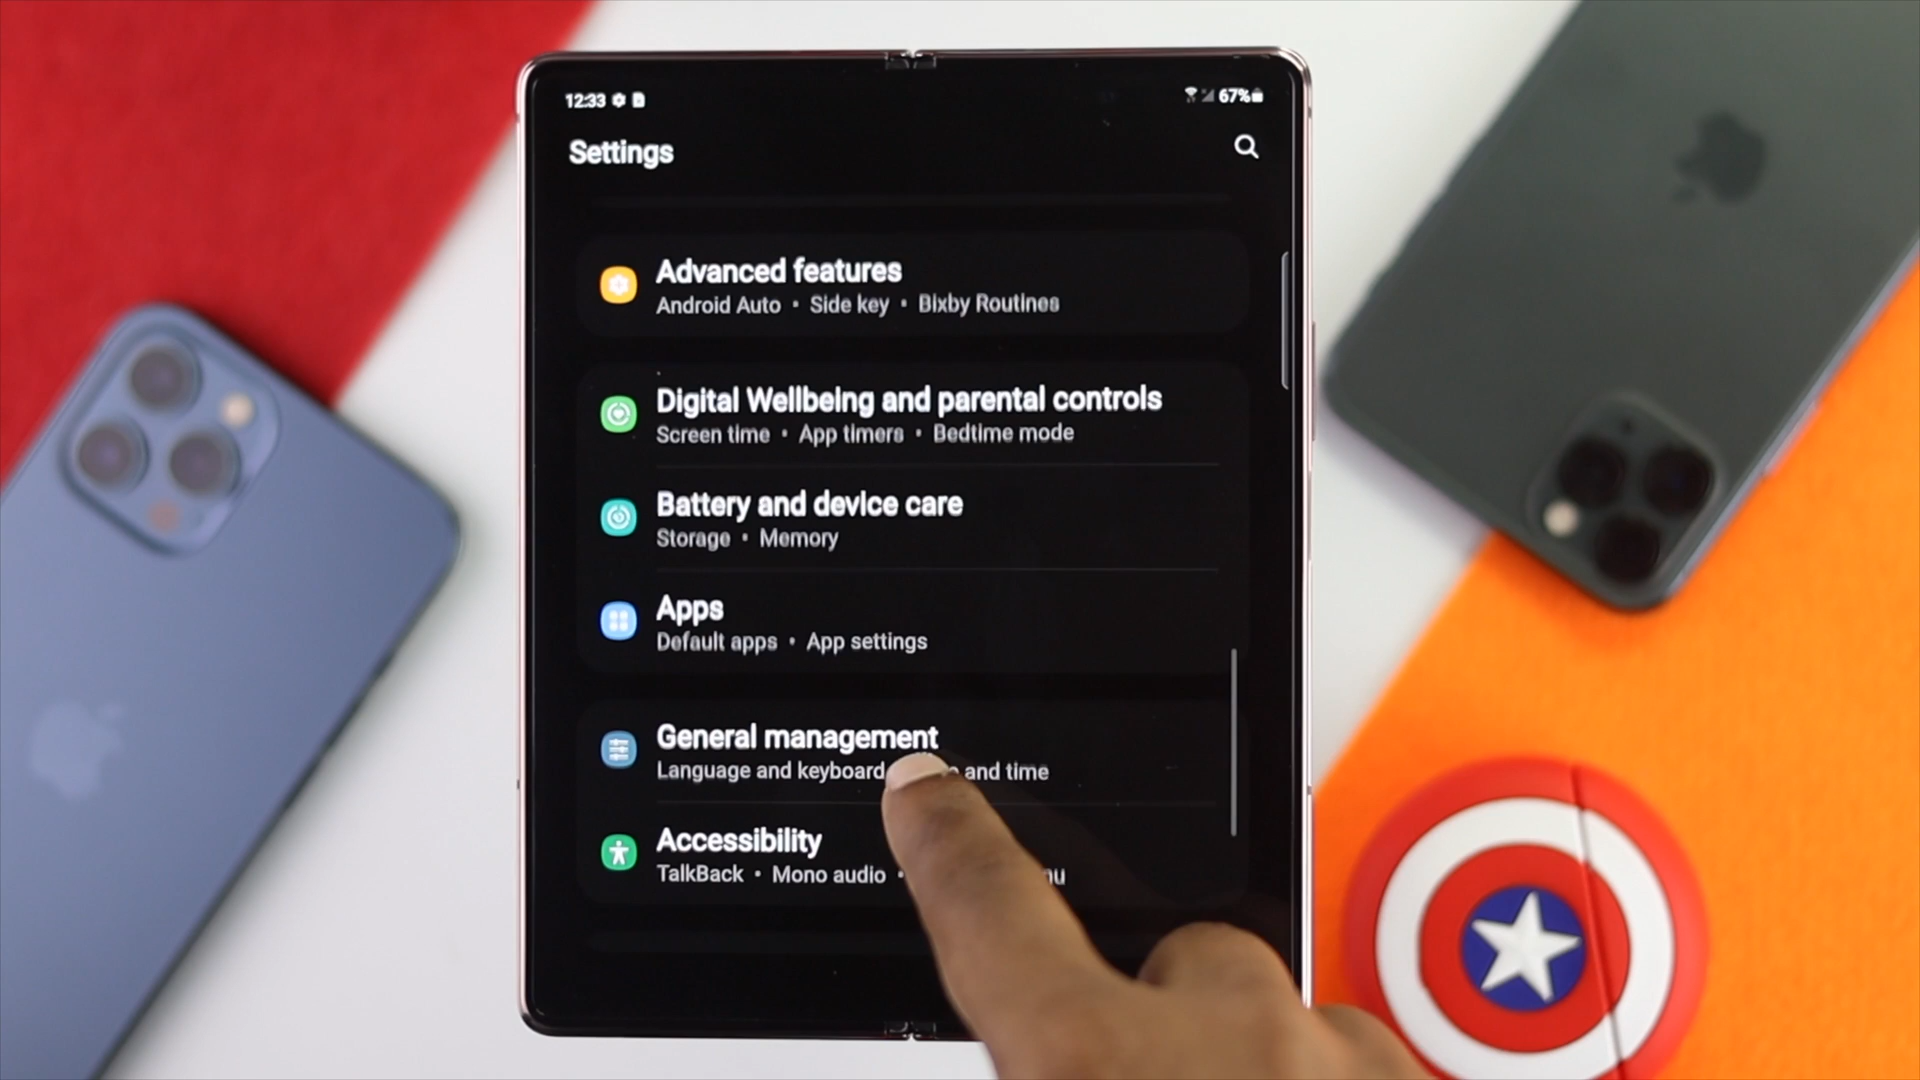 12:33 67%
Settings
Advanced features
Android Auto • Side key • Bixby Routines
Digital Wellbeing and parental controls
Screen time • App timers • Bedtime mode
Battery and device care
Storage • Memory
Apps
Default apps • App settings
General management
Language and keyboard and time
Accessibility
TalkBack • Mono audio •